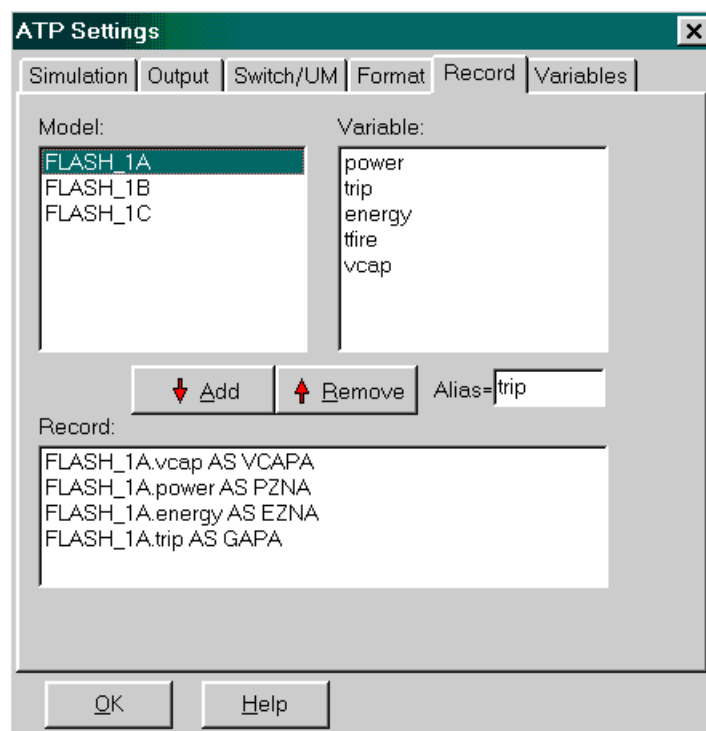 ATP Settings
Simulation Output Switch/UM Format Record Variables
Model: Variable:
FLASH_1A
FLASH_1B
FLASH_1C
power
trip
energy
tfire
vcap
Add Remove Alias= trip
Record:
FLASH_1A.vcap AS VCAPA
FLASH_1A.power AS PZNA
FLASH_1A.energy AS EZNA
FLASH_1A.trip AS GAPA
OK Help